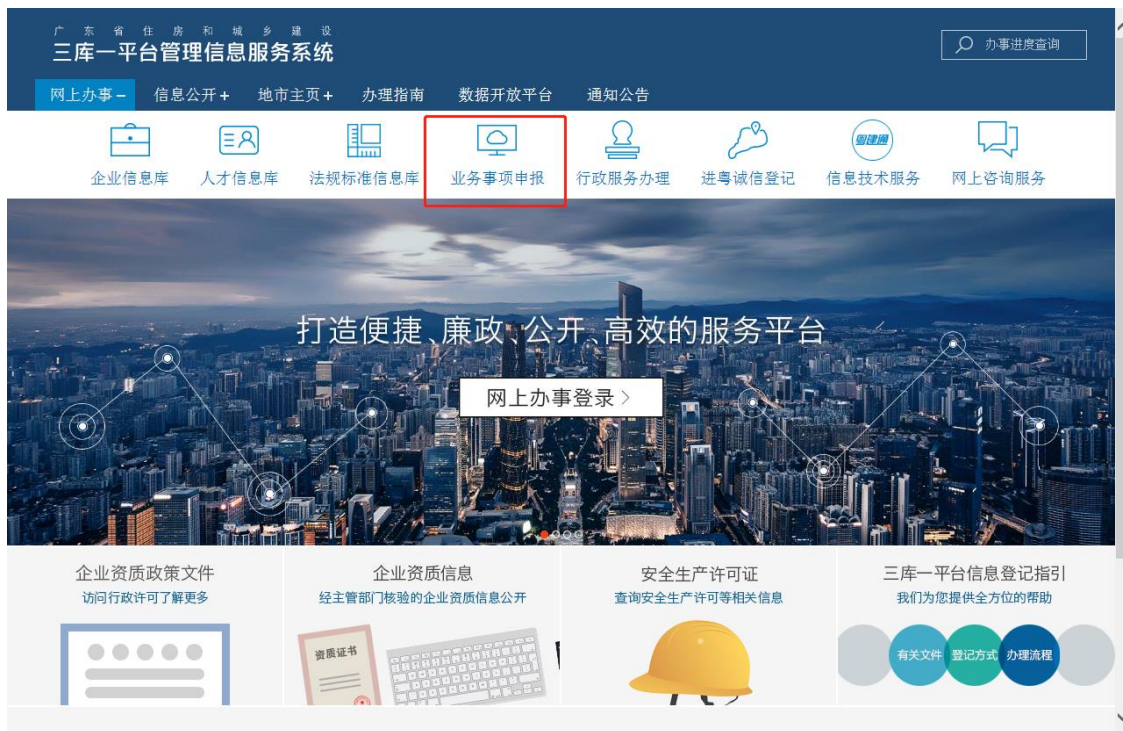 广东省住房和城乡建设
三库一平台管理信息服务系统
办事进度查询
网上办事－ 信息公开+ 地市主页+ 办理指南 数据开放平台 通知公告
粤建通
企业信息库 人才信息库 法规标准信息库 业务事项申报 行政服务办理 进粤诚信登记 信息技术服务 网上咨询服务
打造便捷、廉政、公开、高效的服务平台
网上办事登录>
企业资质政策文件 企业资质信息 安全生产许可证 三库一平台信息登记指引
访问行政许可了解更多 经主管部门核验的企业资质信息公开 查询安全生产许可等相关信息 我们为您提供全方位的帮助
资质证书
有关文件 登记方式 办理流程